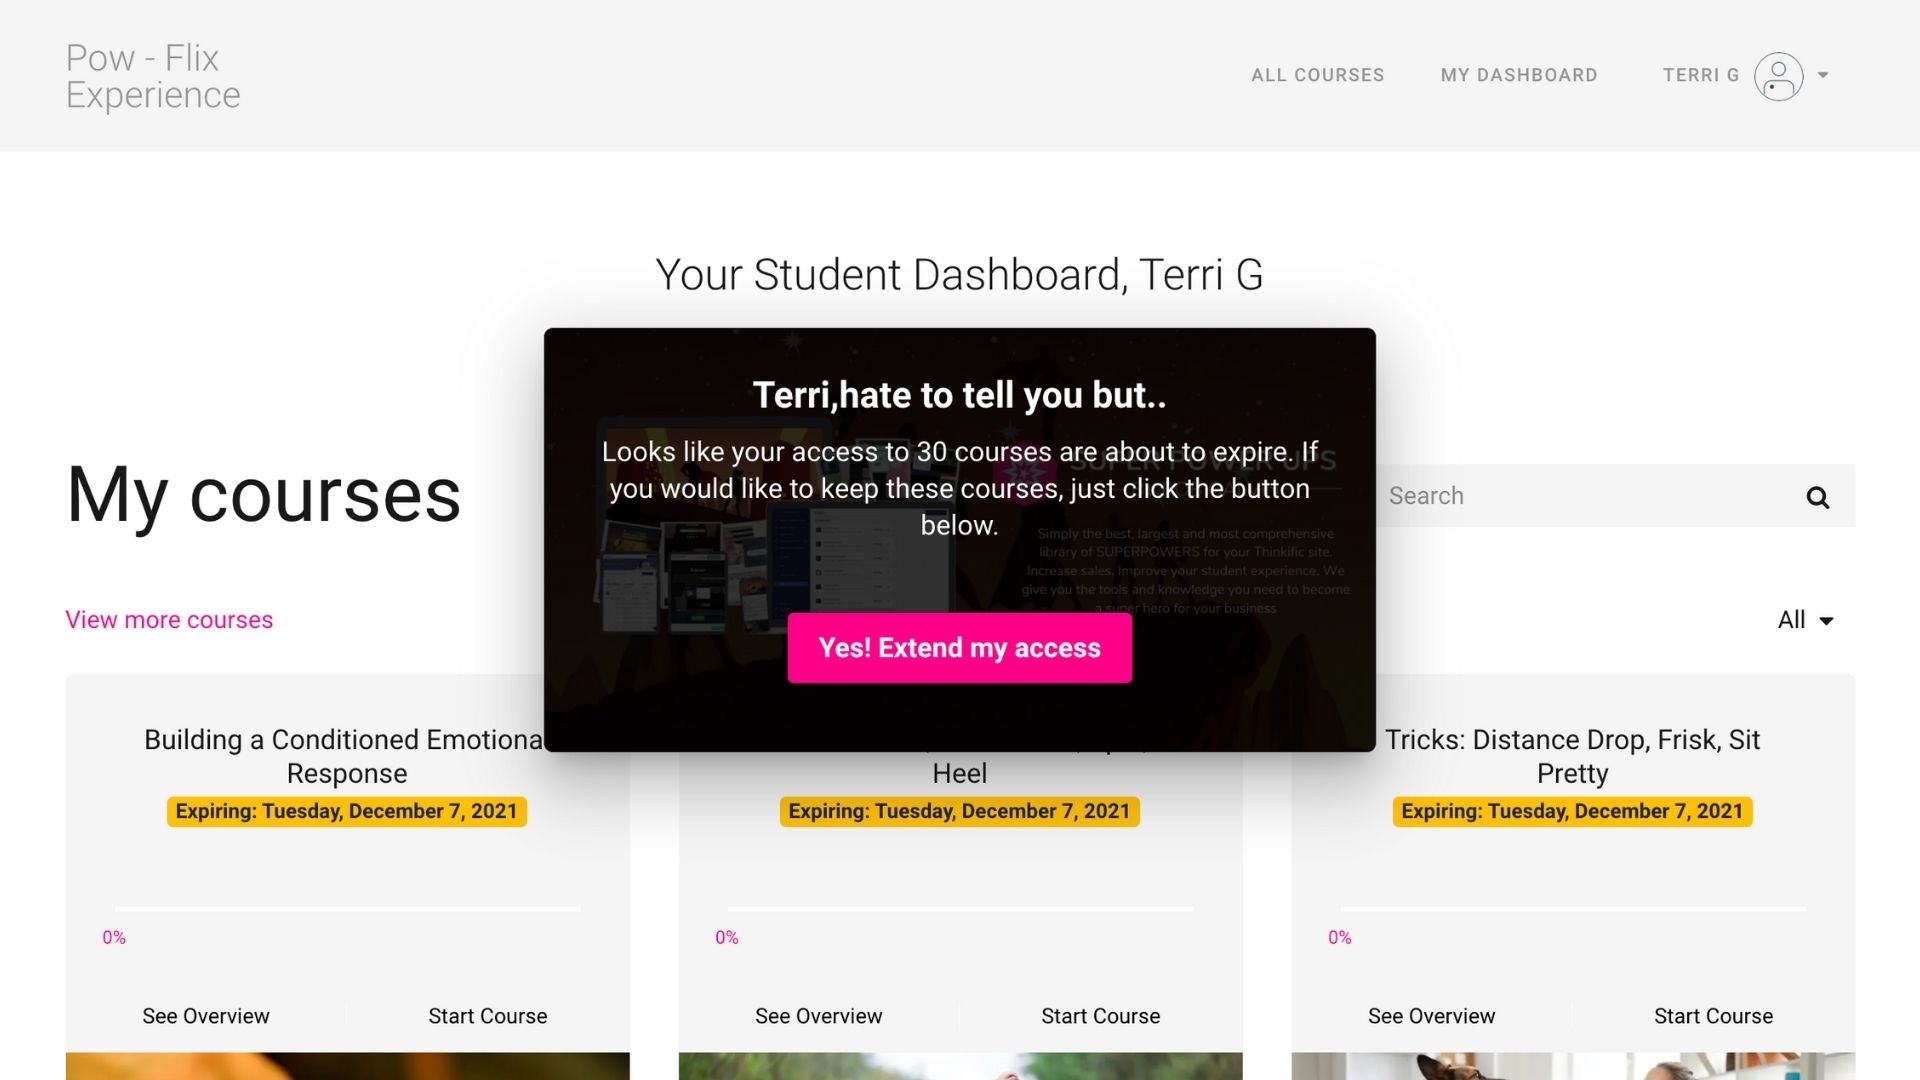 Pow - Flix
Experience
ALL COURSES
MY DASHBOARD
TERRI G
Your Student Dashboard, Terri G
My courses
Search
View more courses
All
Terri,hate to tell you but..
Looks like your access to 30 courses are about to expire. If
you would like to keep these courses, just click the button
below.
SUPER POWER UPS
Simply the best, largest and most comprehensive
library of SUPERPOWERS for your Thinkific site.
Increase sales. Improve your student experience. We
give you the tools and knowledge you need to become
a super hero for your business
Yes! Extend my access
Building a Conditioned Emotiona
Response
Expiring: Tuesday, December 7, 2021
0%
See Overview
Start Course
Heel
Expiring: Tuesday, December 7, 2021
0%
See Overview
Start Course
Tricks: Distance Drop, Frisk, Sit
Pretty
Expiring: Tuesday, December 7, 2021
0%
See Overview
Start Course